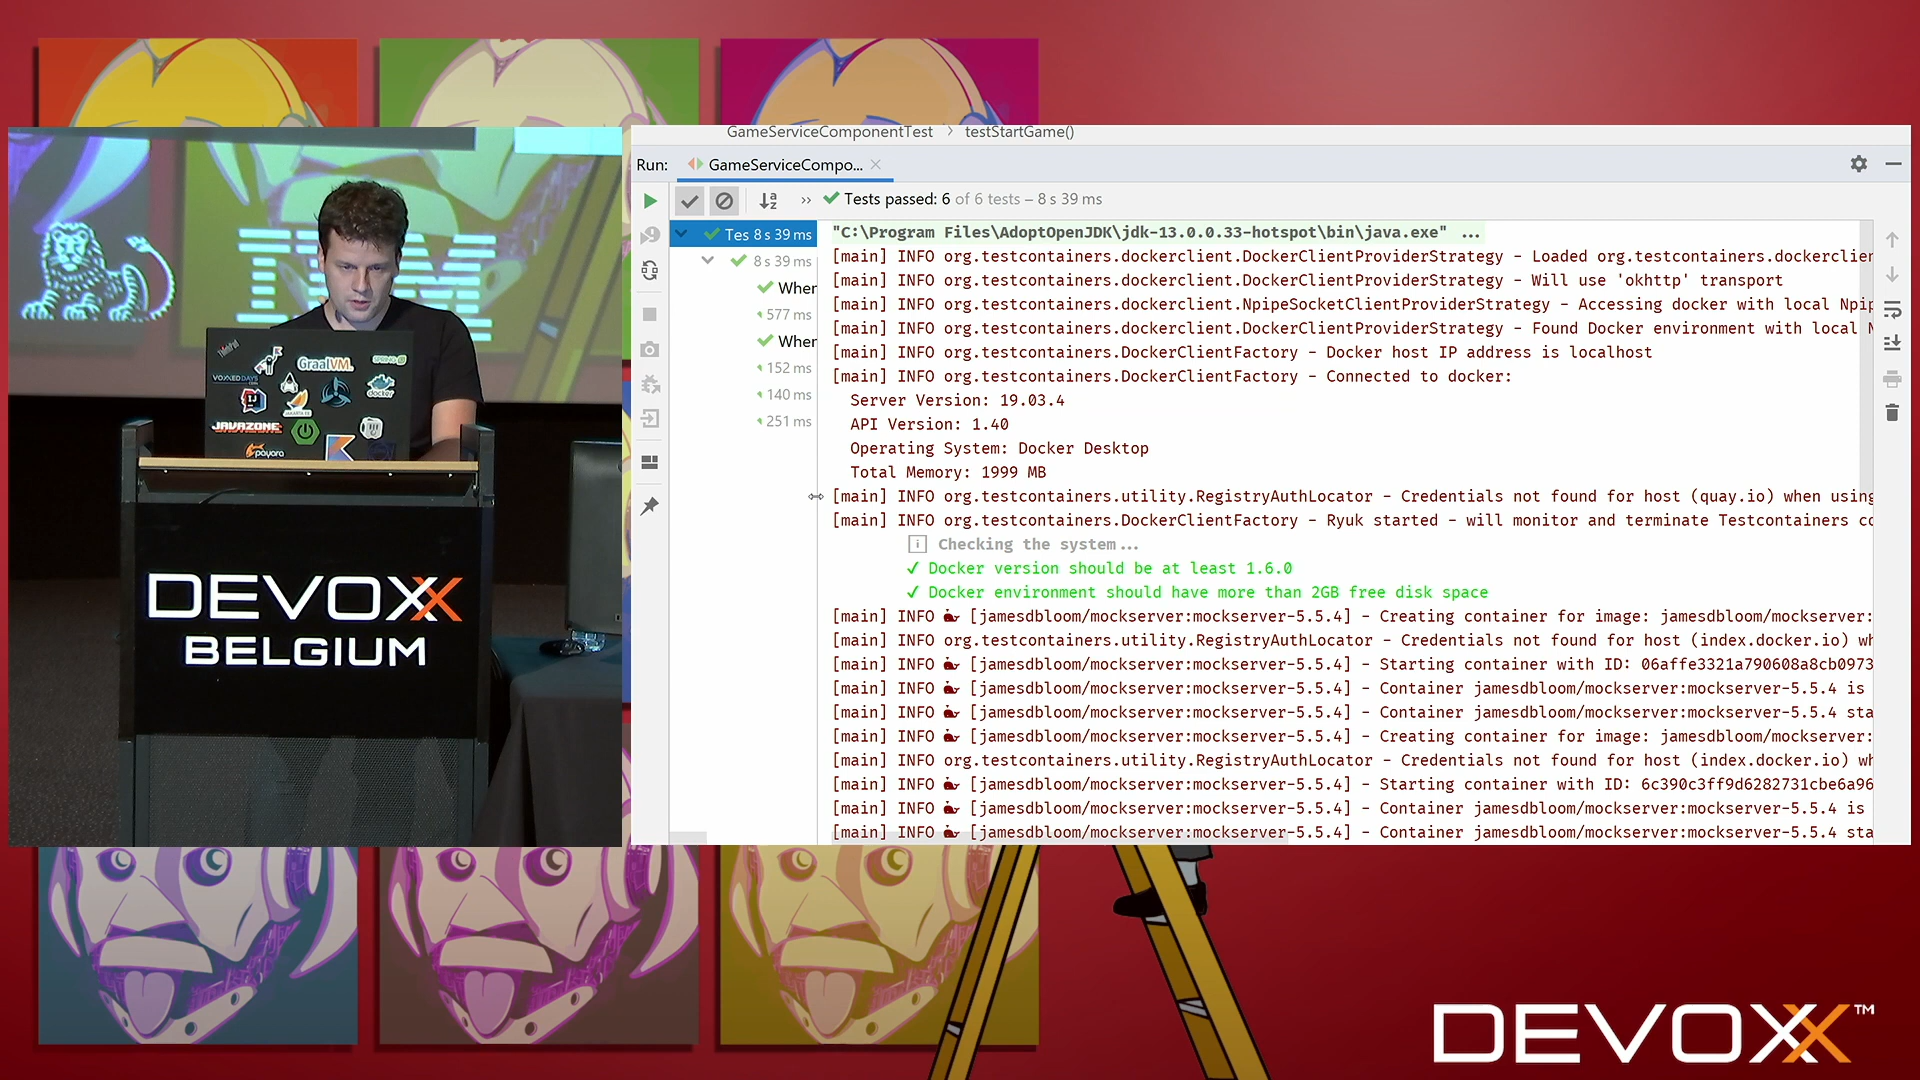 GameServiceComponentTest > testStartGame()
Run: GameServiceCompo...
Tests passed: 6 of 6 tests – 8 s 39 ms
Tes 8 s 39 ms
8 s 39 ms
Wher
577 ms
Wher
152 ms
140 ms
251 ms
"C:\Program Files\AdoptOpenJDK\jdk-13.0.0.33-hotspot\bin\java.exe" ...
[main] INFO org.testcontainers.dockerclient.DockerClientProviderStrategy - Loaded org.testcontainers.dockerclien
[main] INFO org.testcontainers.dockerclient.DockerClientProviderStrategy - Will use 'okhttp' transport
[main] INFO org.testcontainers.dockerclient.NpipeSocketClientProviderStrategy - Accessing docker with local Npip
[main] INFO org.testcontainers.dockerclient.DockerClientProviderStrategy - Found Docker environment with local N
[main] INFO org.testcontainers.DockerClientFactory - Docker host IP address is localhost
[main] INFO org.testcontainers.DockerClientFactory - Connected to docker:
Server Version: 19.03.4
API Version: 1.40
Operating System: Docker Desktop
Total Memory: 1999 MB
[main] INFO org.testcontainers.utility.RegistryAuthLocator - Credentials not found for host (quay.io) when using
[main] INFO org.testcontainers.DockerClientFactory - Ryuk started - will monitor and terminate Testcontainers co
i Checking the system...
✓ Docker version should be at least 1.6.0
✓ Docker environment should have more than 2GB free disk space
[main] INFO 🐳 [jamesdbloom/mockserver:mockserver-5.5.4] - Creating container for image: jamesdbloom/mockserver:
[main] INFO org.testcontainers.utility.RegistryAuthLocator - Credentials not found for host (index.docker.io) wh
[main] INFO 🐳 [jamesdbloom/mockserver:mockserver-5.5.4] - Starting container with ID: 06affe3321a790608a8cb0973
[main] INFO 🐳 [jamesdbloom/mockserver:mockserver-5.5.4] - Container jamesdbloom/mockserver:mockserver-5.5.4 is
[main] INFO 🐳 [jamesdbloom/mockserver:mockserver-5.5.4] - Container jamesdbloom/mockserver:mockserver-5.5.4 sta
[main] INFO 🐳 [jamesdbloom/mockserver:mockserver-5.5.4] - Creating container for image: jamesdbloom/mockserver:
[main] INFO org.testcontainers.utility.RegistryAuthLocator - Credentials not found for host (index.docker.io) wh
[main] INFO 🐳 [jamesdbloom/mockserver:mockserver-5.5.4] - Starting container with ID: 6c390c3ff9d6282731cbe6a96
[main] INFO 🐳 [jamesdbloom/mockserver:mockserver-5.5.4] - Container jamesdbloom/mockserver:mockserver-5.5.4 is
[main] INFO 🐳 [jamesdbloom/mockserver:mockserver-5.5.4] - Container jamesdbloom/mockserver:mockserver-5.5.4 sta
ThinkPad
GraalVM
VOXXED DAYS
docker
IJ
JAKARTA EE
JAVAZONE
payara
DEVOXX
BELGIUM
DEVOXX™